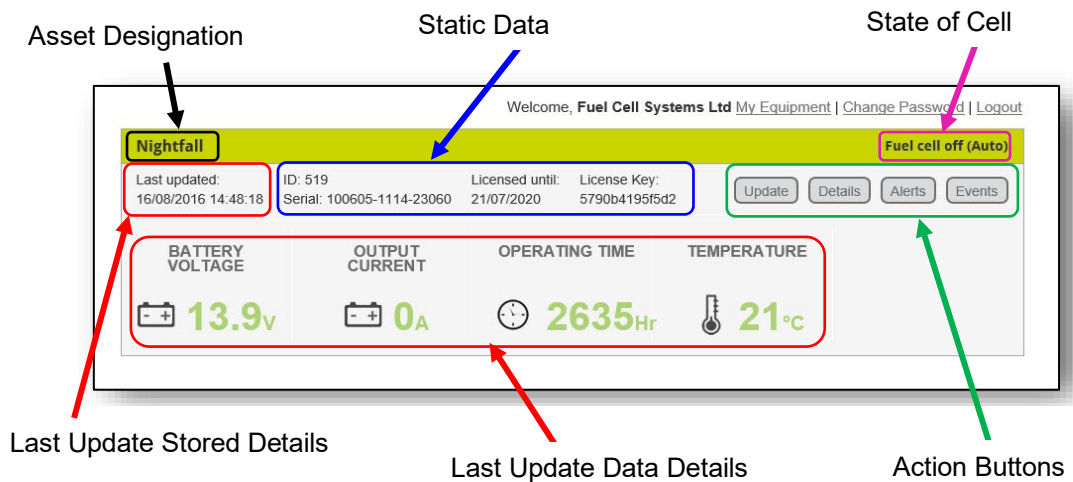 Asset Designation
Static Data
State of Cell
Welcome, Fuel Cell Systems Ltd My Equipment | Change Password | Logout
Nightfall
Fuel cell off (Auto)
Last updated:
16/08/2016 14:48:18
ID: 519
Serial: 100605-1114-23060
Licensed until:
21/07/2020
License Key:
5790b4195f5d2
Update
Details
Alerts
Events
BATTERY
VOLTAGE
OUTPUT
CURRENT
OPERATING TIME
TEMPERATURE
13.9V
0A
2635Hr
21°C
Last Update Stored Details
Last Update Data Details
Action Buttons